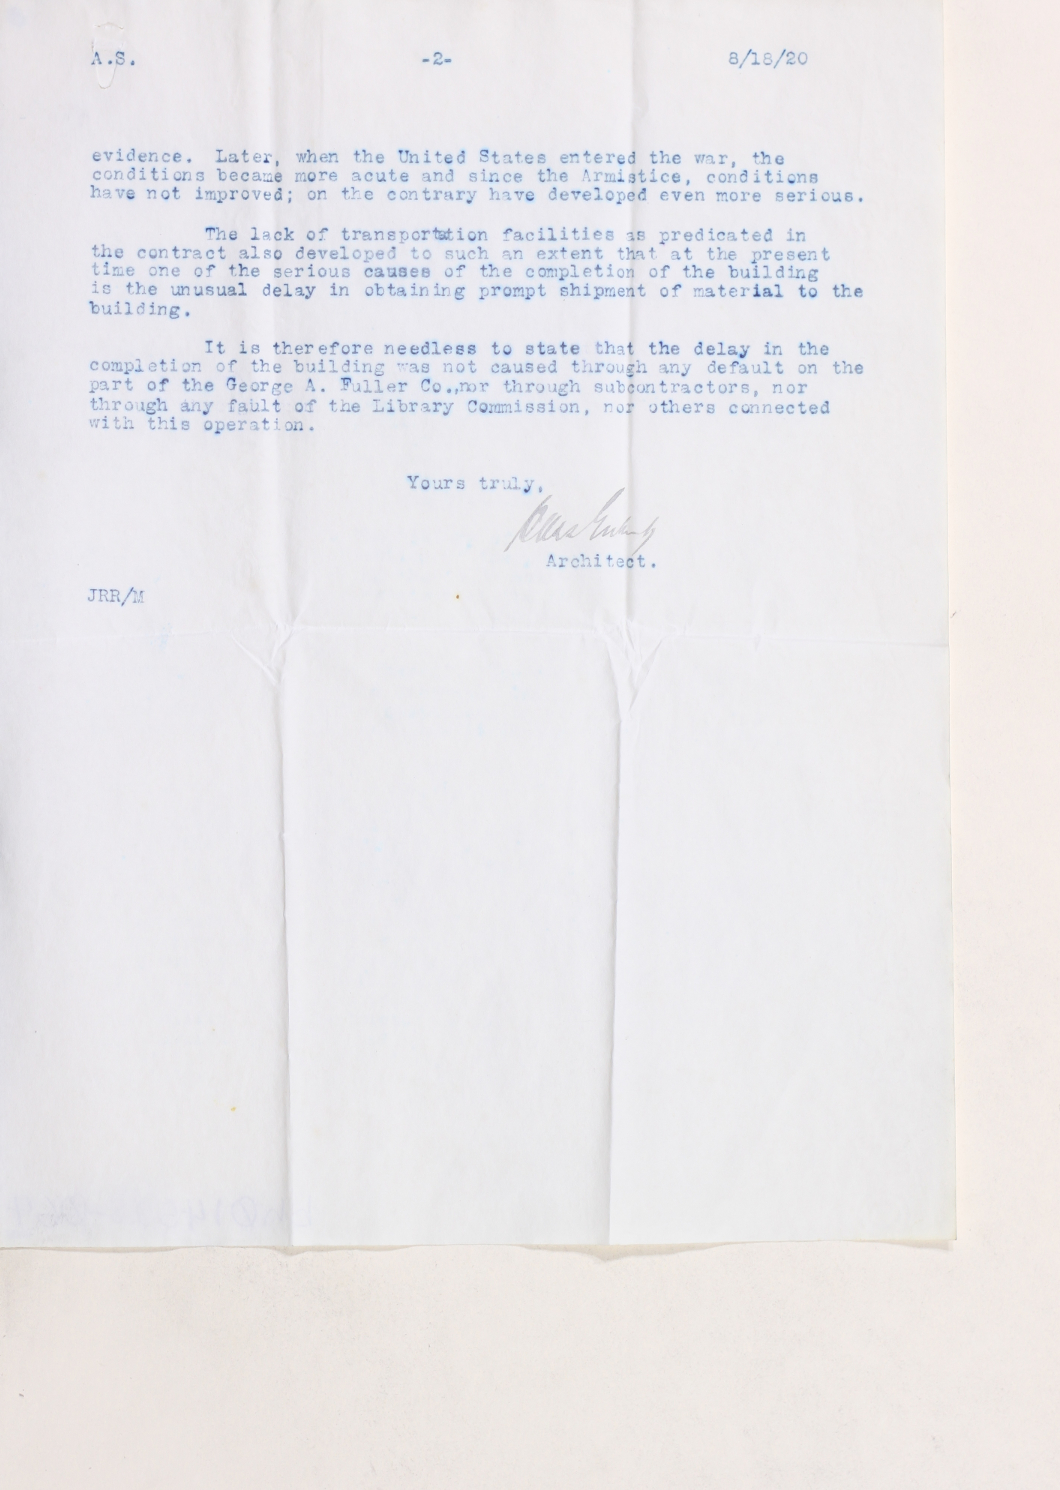 A.S. -2- 8/18/20
evidence. Later, when the United States entered the war, the
conditions became more acute and since the Armistice, conditions
have not improved; on the contrary have developed even more serious.
The lack of transportation facilities as predicated in
the contract also developed to such an extent that at the present
time one of the serious causes of the completion of the building
is the unusual delay in obtaining prompt shipment of material to the
building.
It is therefore needless to state that the delay in the
completion of the building was not caused through any default on the
part of the George A. Fuller Co.,nor through subcontractors, nor
through any fault of the Library Commission, nor others connected
with this operation.
Yours truly,
Architect.
JRR/M